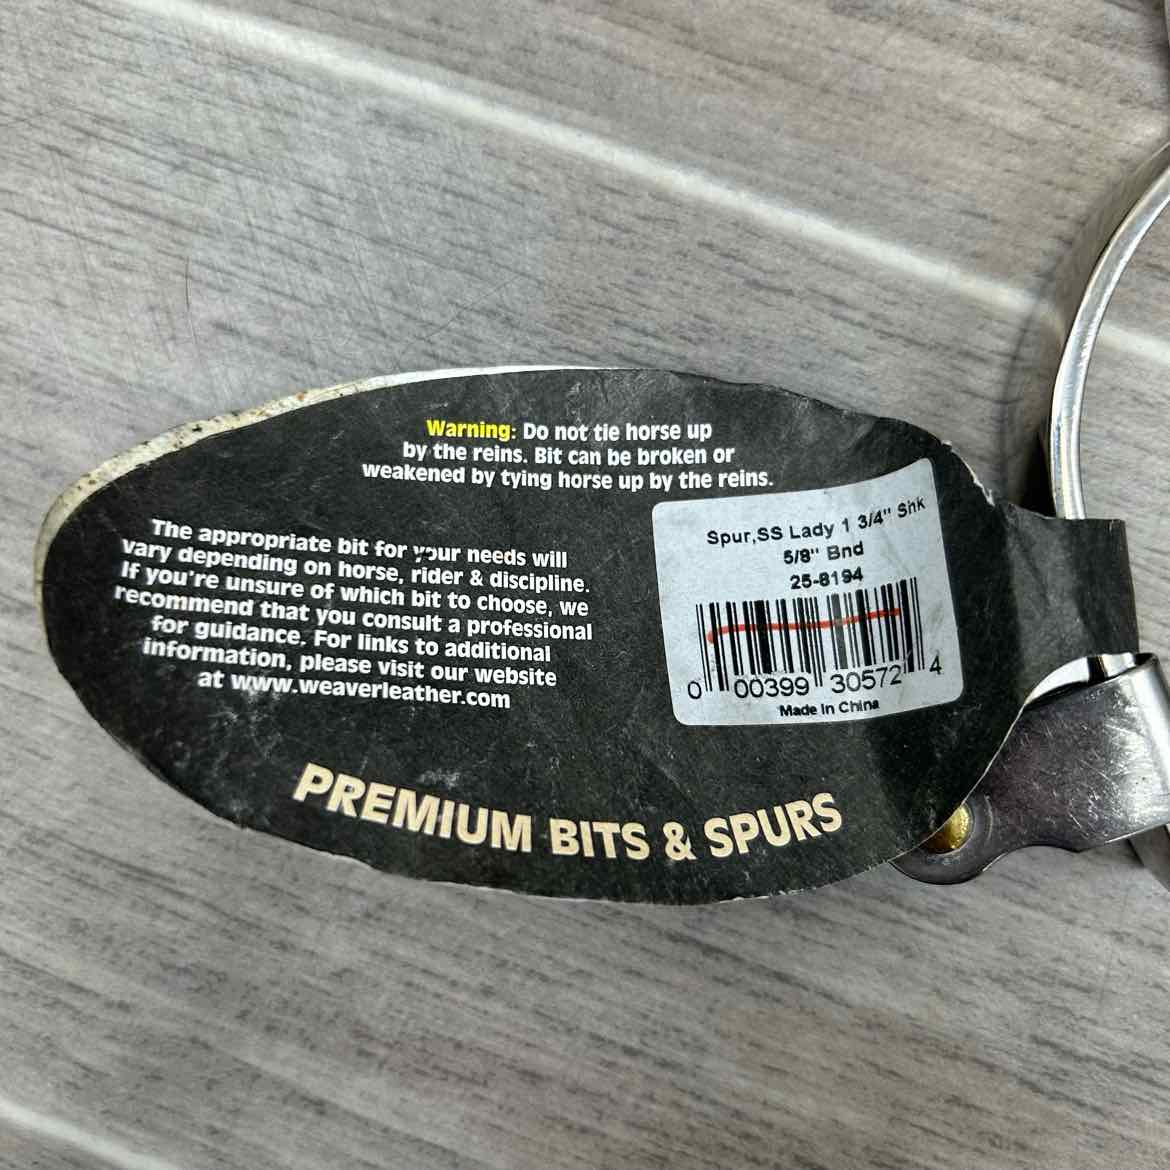 Warning: Do not tie horse up
by the reins. Bit can be broken or
weakened by tying horse up by the reins.
The appropriate bit for your needs will
vary depending on horse, rider & discipline.
If you're unsure of which bit to choose, we
recommend that you consult a professional
for guidance. For links to additional
information, please visit our website
at www.weaverleather.com
Spur,SS Lady 1 3/4" Shk
5/8" Bnd
25-8194
0 00399 30572 4
Made In China
PREMIUM BITS & SPURS